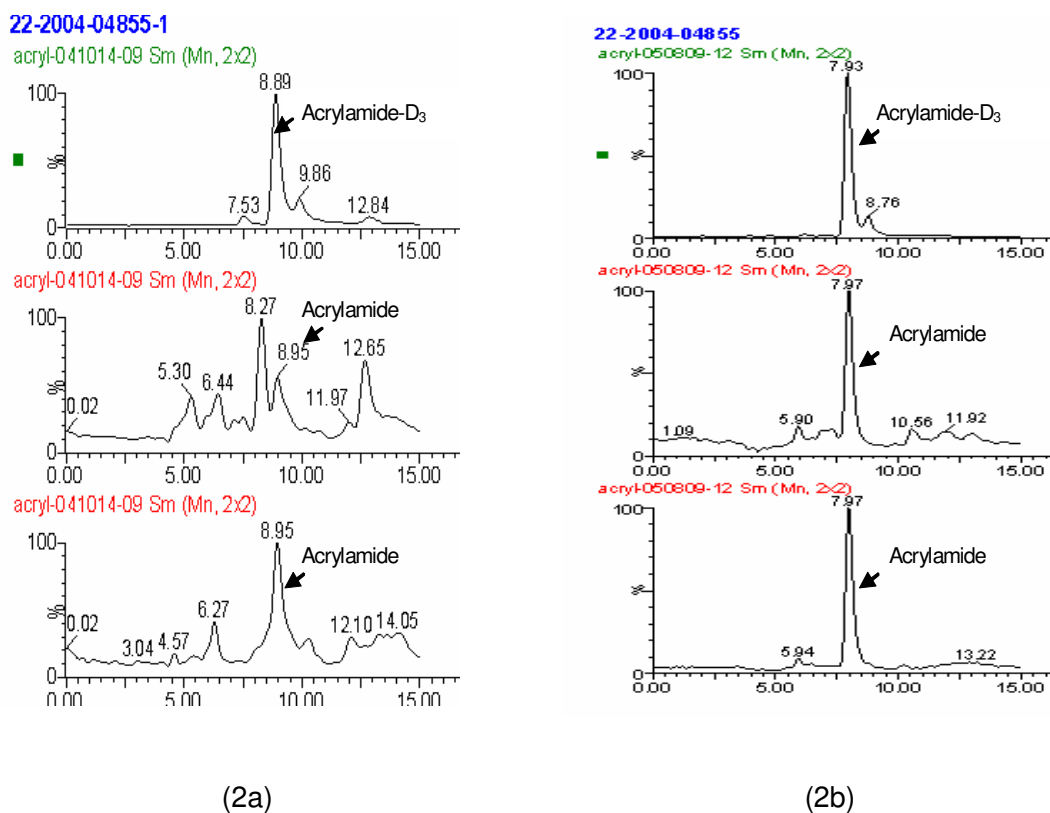 22-2004-04855-1
acryl-041014-09 Sm (Mn, 2x2)
8.89
100
Acrylamide-D3
%
9.86
7.53
12.84
0
0.00 5.00 10.00 15.00
acryl-041014-09 Sm (Mn, 2x2)
8.27
100
Acrylamide
8.95
12.65
%
5.30
6.44
11.97
0.02
0
0.00 5.00 10.00 15.00
acryl-041014-09 Sm (Mn, 2x2)
8.95
100
Acrylamide
%
6.27
0.02
3.04 4.57
12.10 14.05
0
0.00 5.00 10.00 15.00
(2a)
22-2004-04855
acryl-050809-12 Sm (Mn, 2x2)
7.93
100
Acrylamide-D3
%
8.76
0
0.00 5.00 10.00 15.00
acryl-050809-12 Sm (Mn, 2x2)
7.97
100
Acrylamide
%
5.90
10.56 11.92
1.09
0
0.00 5.00 10.00 15.00
acryl-050809-12 Sm (Mn, 2x2)
7.97
100
Acrylamide
%
5.94
13.22
0
0.00 5.00 10.00 15.00
(2b)